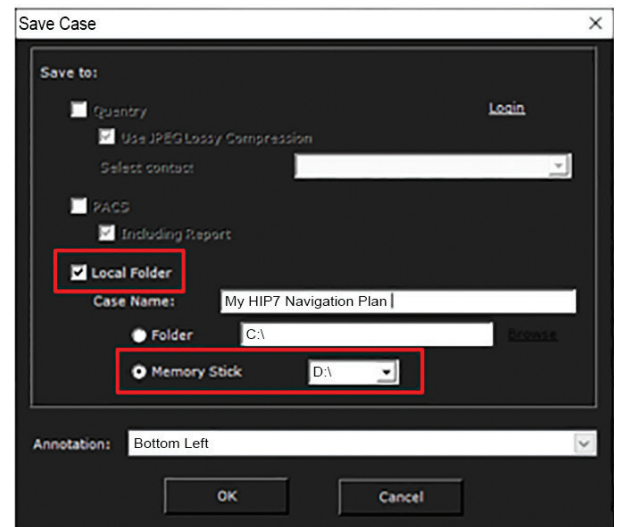 Save Case
Save to:
Quentry
Login
Use JPEG Lossy Compression
Select contact
PACS
Including Report
Local Folder
Case Name: My HIP7 Navigation Plan
Folder C:\ Browse
Memory Stick D:\
Annotation: Bottom Left
OK Cancel